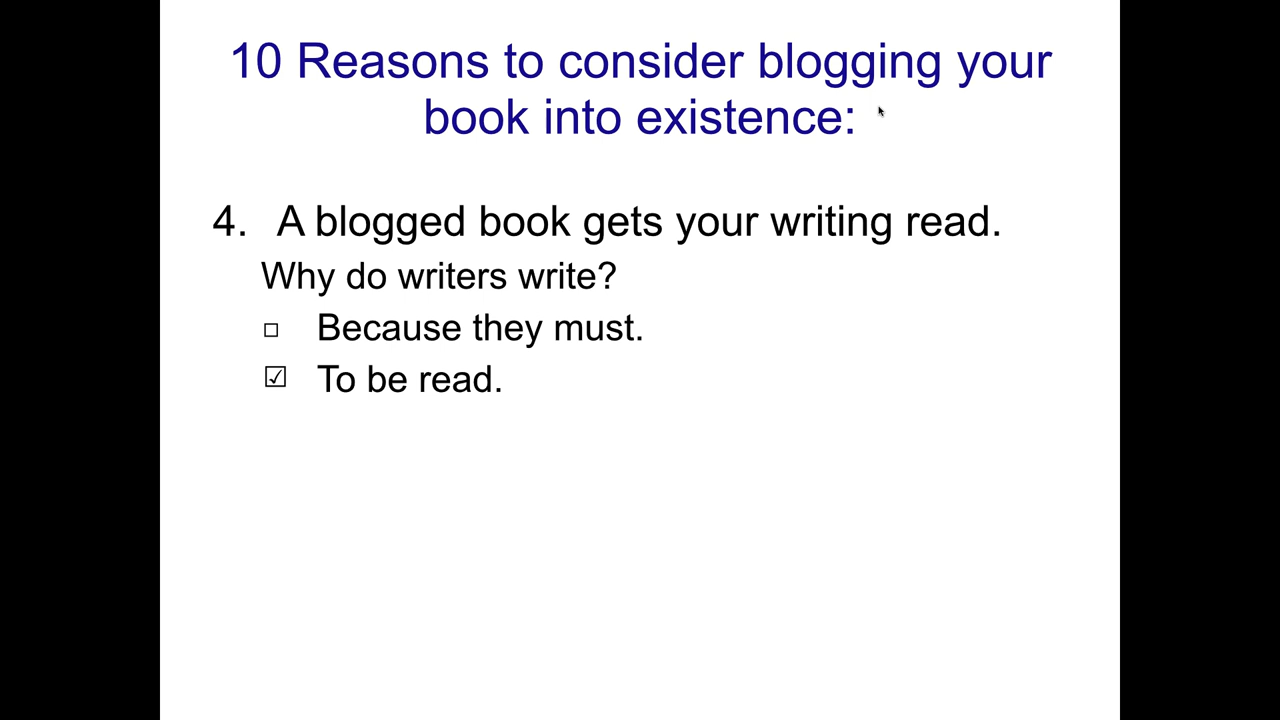 10 Reasons to consider blogging your
book into existence:
4. A blogged book gets your writing read.
Why do writers write?
□ Because they must.
☑ To be read.